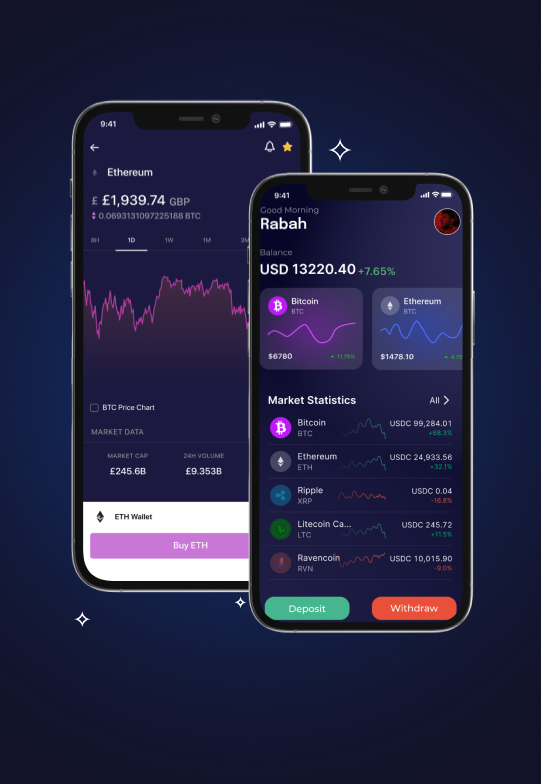 9:41
Ethereum
£ £1,939.74 GBP
0.0693131097225188 BTC
8H 1D 1W 1M 3M
BTC Price Chart
MARKET DATA
MARKET CAP 24H VOLUME
£245.6B £9.353B
ETH Wallet
Buy ETH
9:41
Good Morning
Rabah
Balance
USD 13220.40 +7.65%
Bitcoin
BTC
$6780 11.75%
Ethereum
BTC
$1478.10
Market Statistics All
Bitcoin USDC 99,284.01
BTC +68.3%
Ethereum USDC 24,933.56
ETH +32.1%
Ripple USDC 0.04
XRP -16.8%
Litecoin Ca... USDC 245.72
LTC +11.5%
Ravencoin USDC 10,015.90
RVN -9.0%
Deposit Withdraw